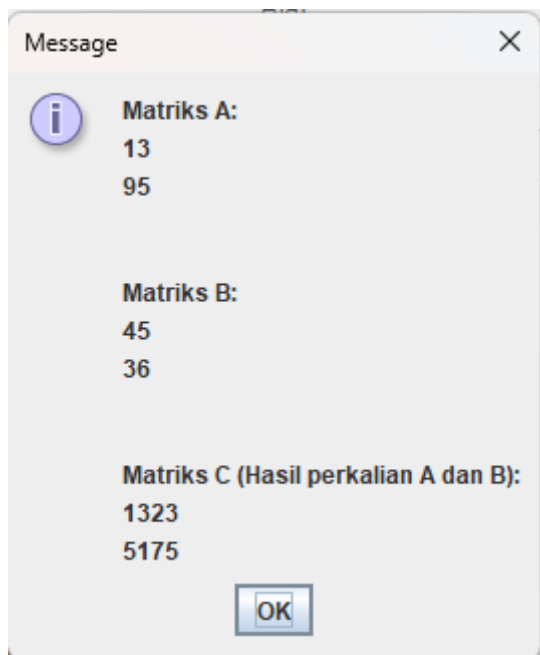 Message
Matriks A:
13
95
Matriks B:
45
36
Matriks C (Hasil perkalian A dan B):
1323
5175
OK